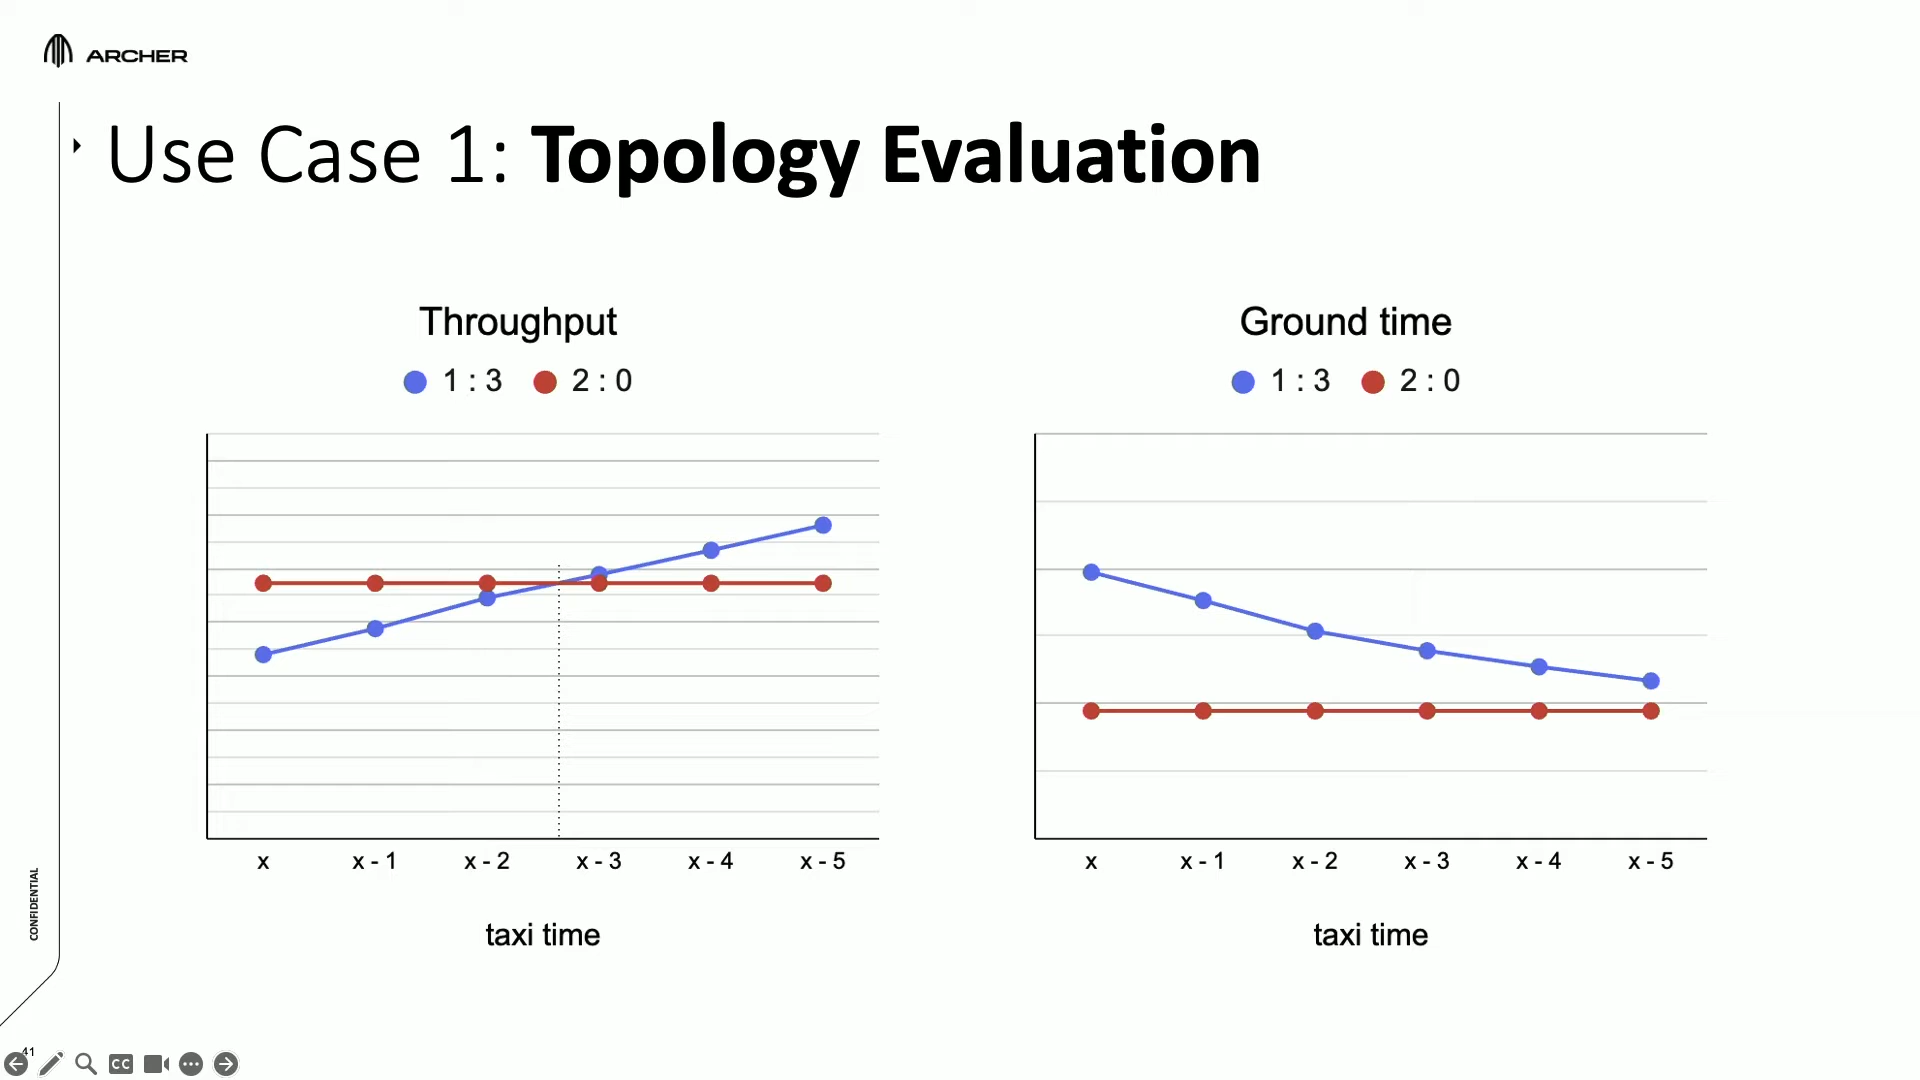 ARCHER
Use Case 1: Topology Evaluation
Throughput
1 : 3 2 : 0
x x - 1 x - 2 x - 3 x - 4 x - 5
taxi time
Ground time
1 : 3 2 : 0
x x - 1 x - 2 x - 3 x - 4 x - 5
taxi time
CONFIDENTIAL
41
CC